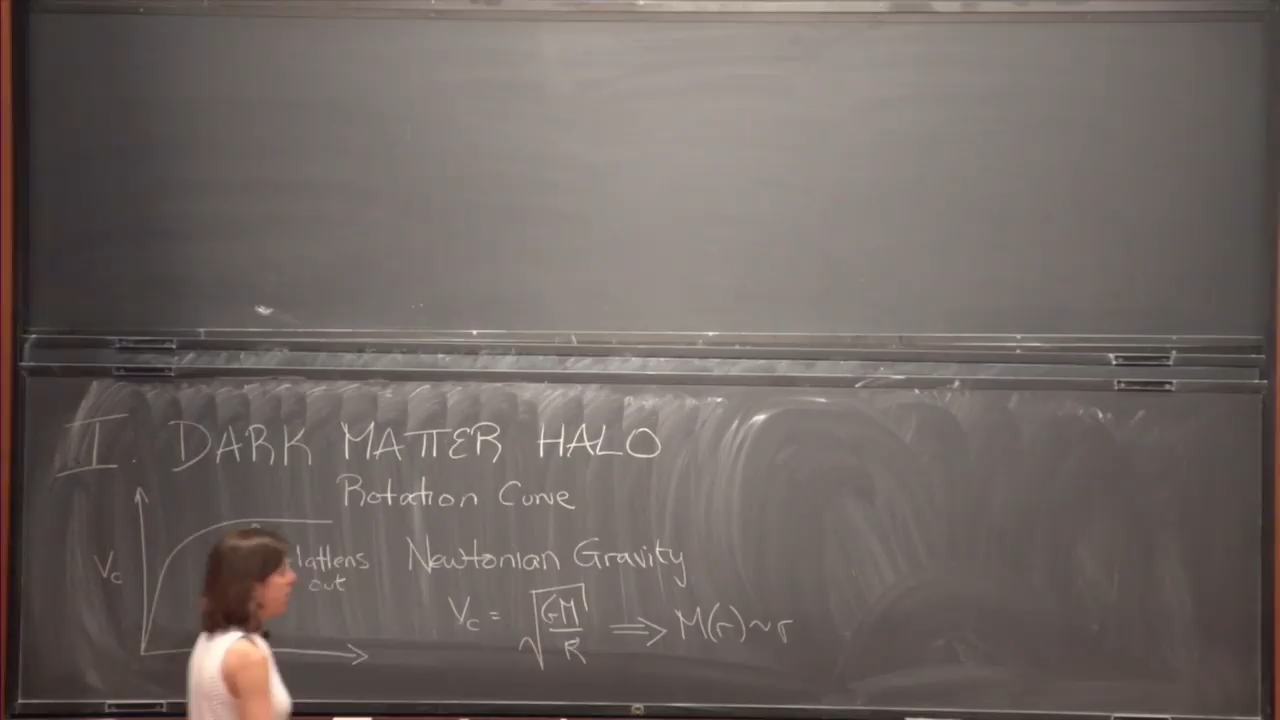 I. DARK MATTER HALO
Rotation Curve
Vc
flattens
out
Newtonian Gravity
Vc = √(GM/R) ⟹ M(r) ~ r